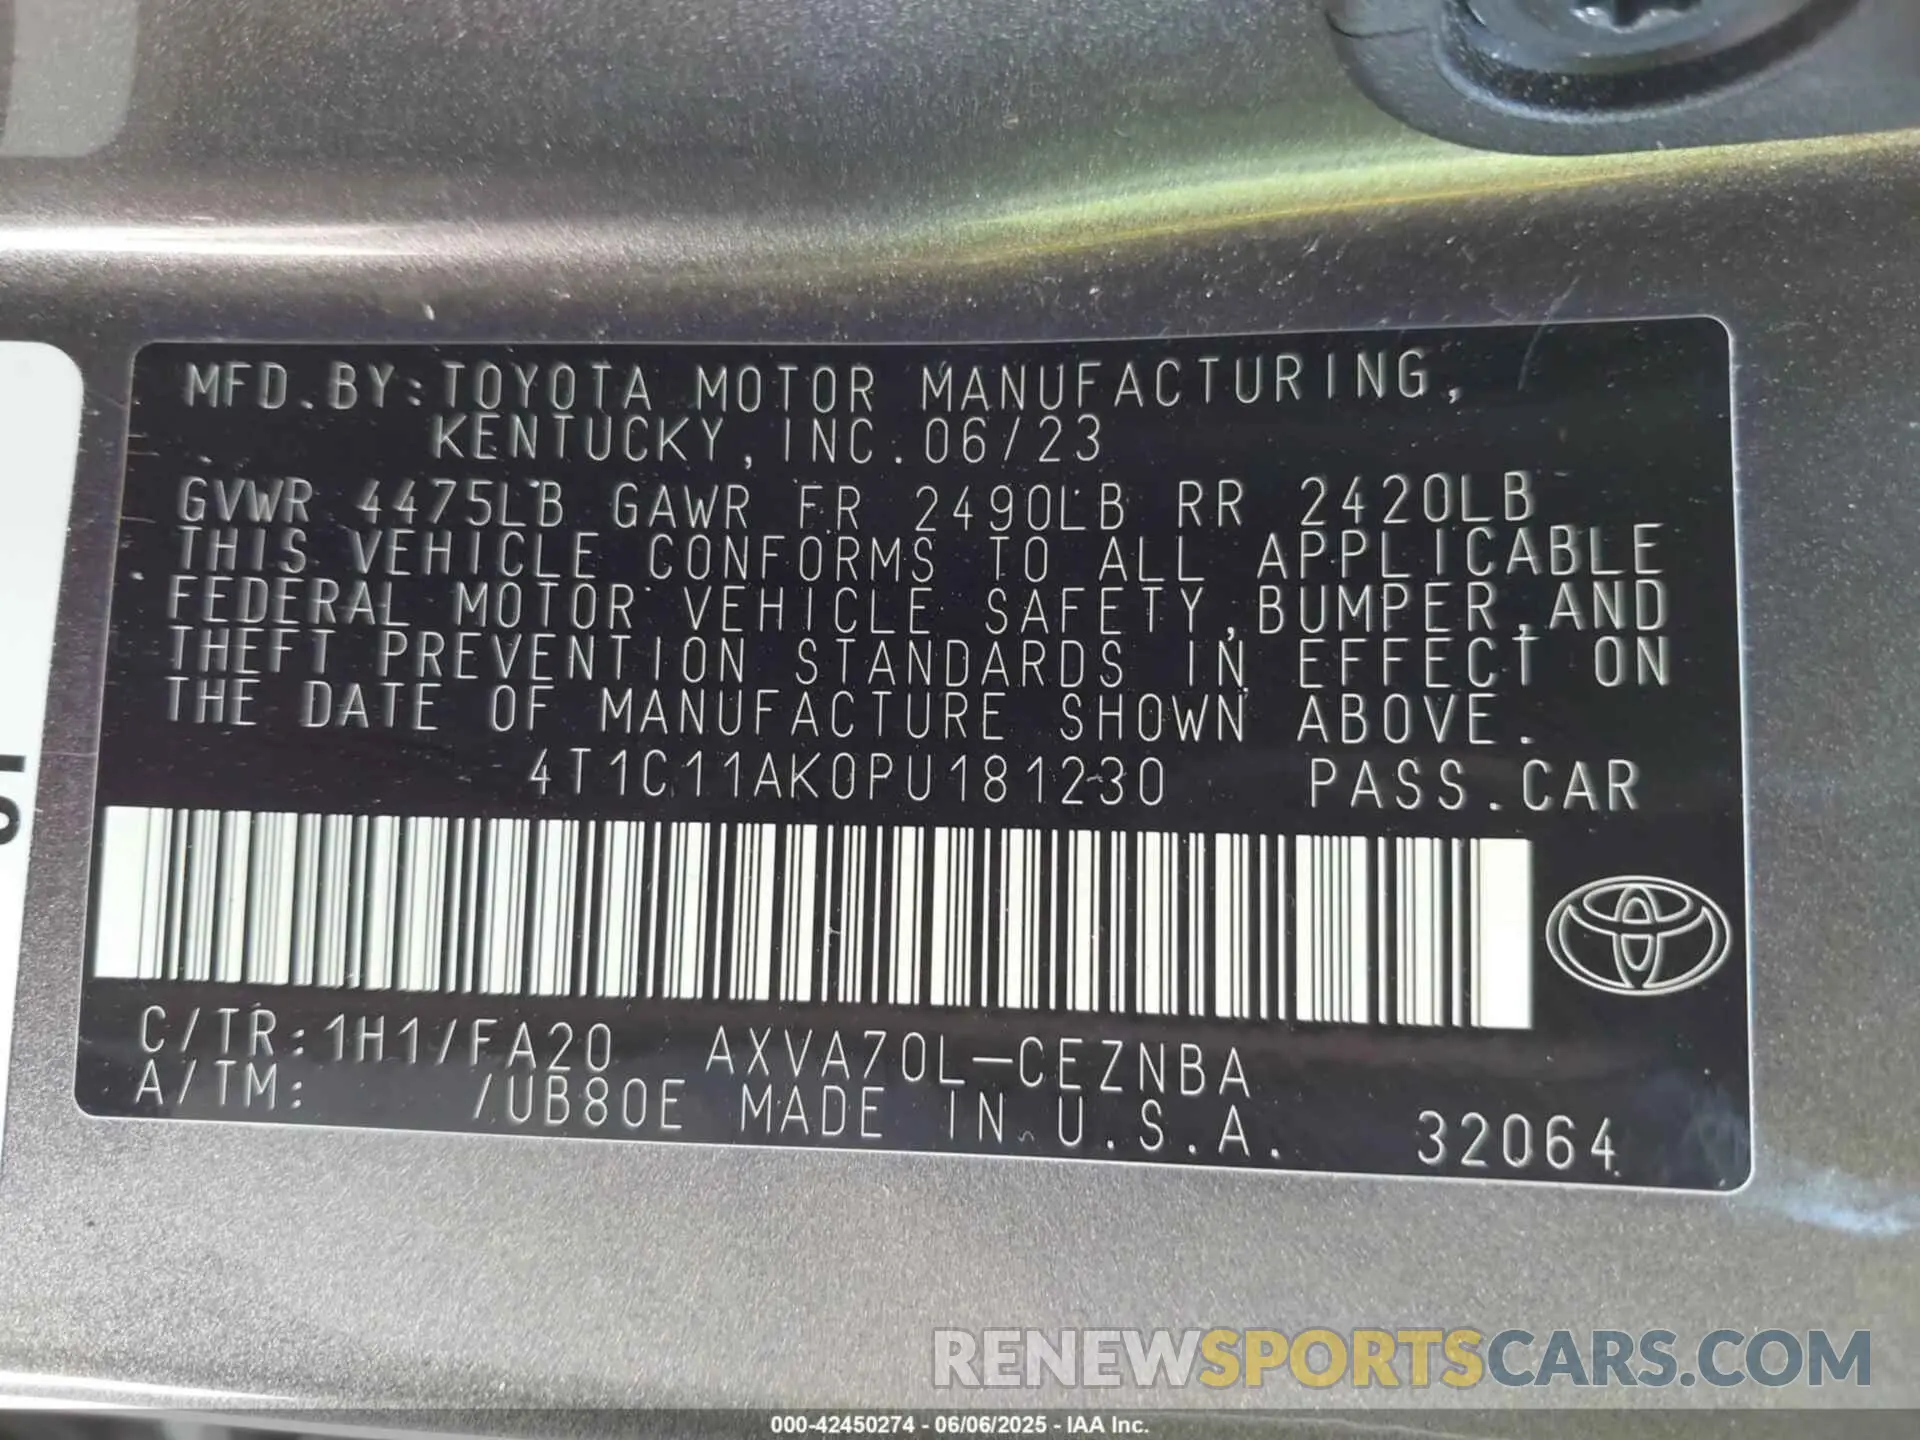 MFD.BY:TOYOTA MOTOR MANUFACTURING,
KENTUCKY,INC.06/23
GVWR 4475LB GAWR FR 2490LB RR 2420LB
THIS VEHICLE CONFORMS TO ALL APPLICABLE
FEDERAL MOTOR VEHICLE SAFETY,BUMPER,AND
THEFT PREVENTION STANDARDS IN EFFECT ON
THE DATE OF MANUFACTURE SHOWN ABOVE.
4T1C11AK0PU181230 PASS.CAR
C/TR:1H1/FA20 AXVA70L-CEZNBA
A/TM: /UB80E MADE IN U.S.A. 32064
RENEWSPORTSCARS.COM
000-42450274 - 06/06/2025 - IAA Inc.